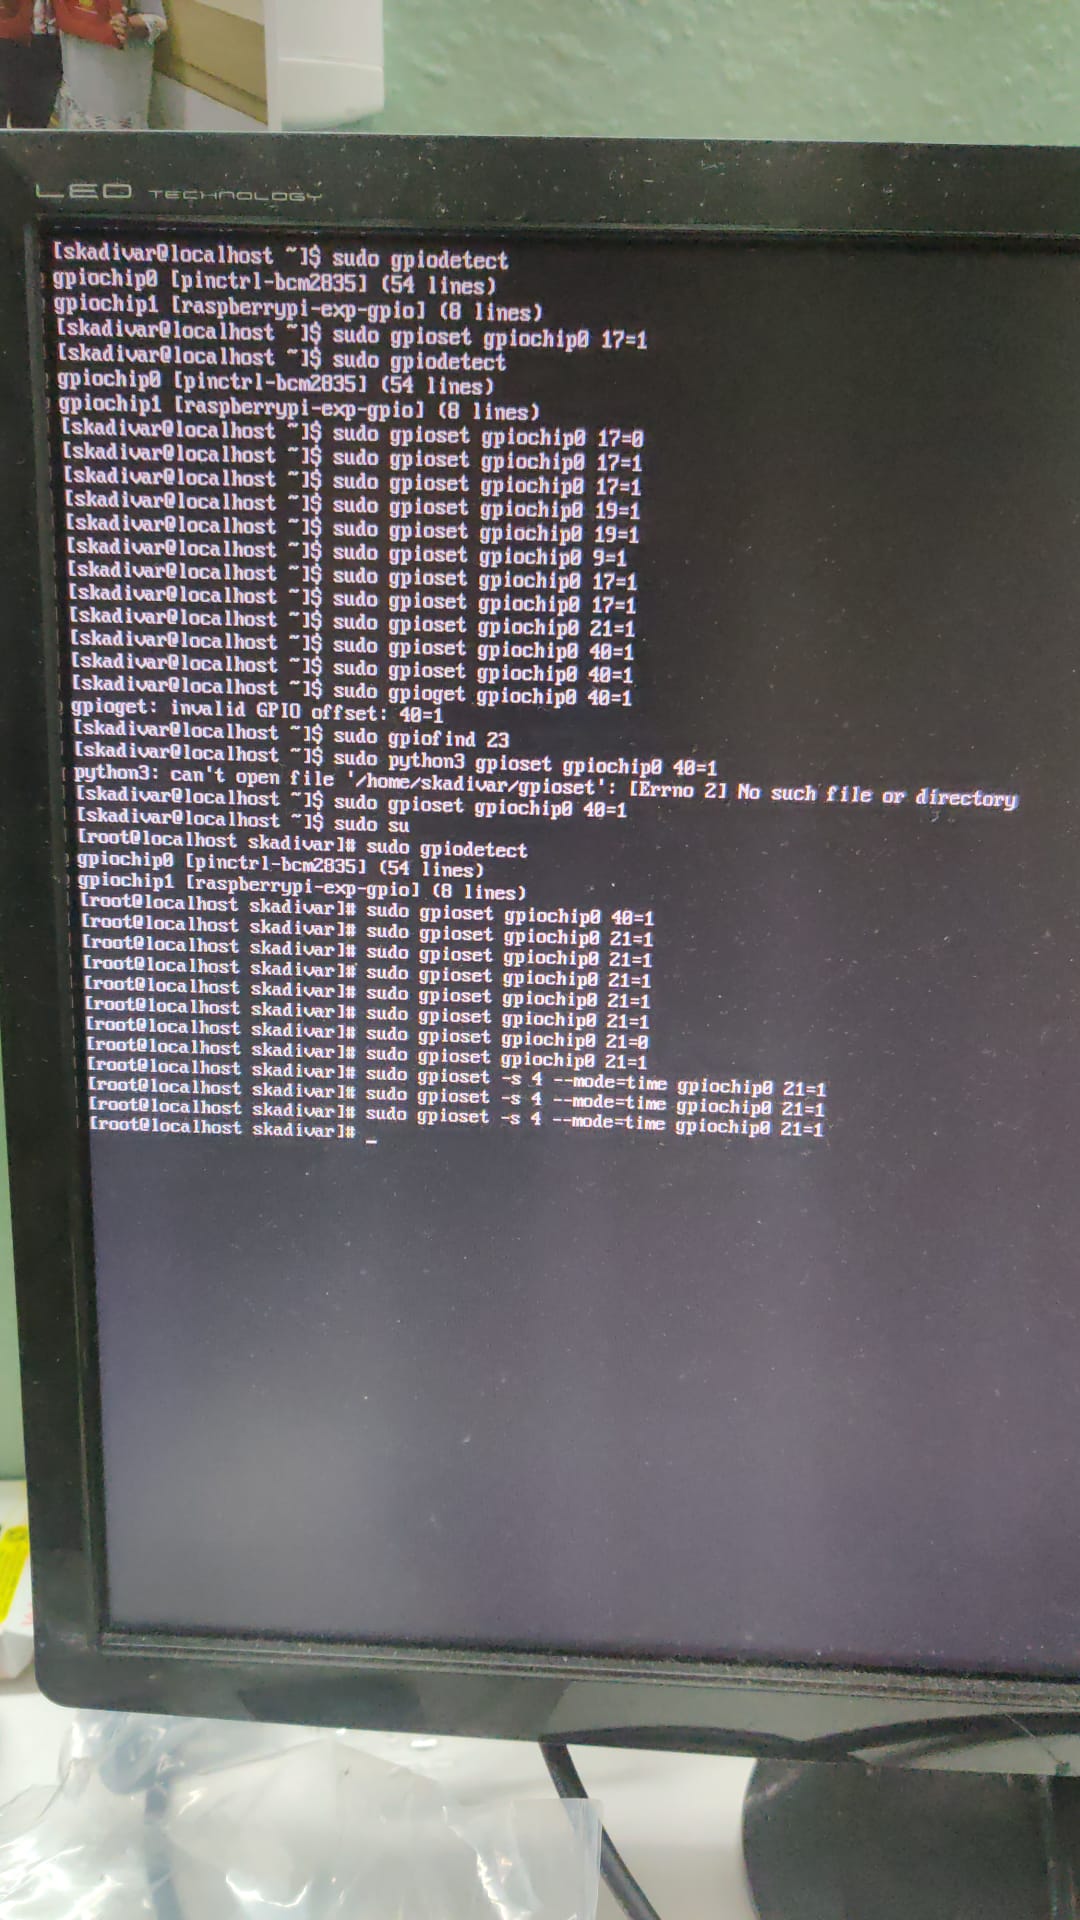 LED TECHNOLOGY
[skadivar@localhost ~]$ sudo gpiodetect
gpiochip0 [pinctrl-bcm2835] (54 lines)
gpiochip1 [raspberrypi-exp-gpio] (8 lines)
[skadivar@localhost ~]$ sudo gpioset gpiochip0 17=1
[skadivar@localhost ~]$ sudo gpiodetect
gpiochip0 [pinctrl-bcm2835] (54 lines)
gpiochip1 [raspberrypi-exp-gpio] (8 lines)
[skadivar@localhost ~]$ sudo gpioset gpiochip0 17=0
[skadivar@localhost ~]$ sudo gpioset gpiochip0 17=1
[skadivar@localhost ~]$ sudo gpioset gpiochip0 17=1
[skadivar@localhost ~]$ sudo gpioset gpiochip0 19=1
[skadivar@localhost ~]$ sudo gpioset gpiochip0 19=1
[skadivar@localhost ~]$ sudo gpioset gpiochip0 9=1
[skadivar@localhost ~]$ sudo gpioset gpiochip0 17=1
[skadivar@localhost ~]$ sudo gpioset gpiochip0 17=1
[skadivar@localhost ~]$ sudo gpioset gpiochip0 21=1
[skadivar@localhost ~]$ sudo gpioset gpiochip0 40=1
[skadivar@localhost ~]$ sudo gpioset gpiochip0 40=1
[skadivar@localhost ~]$ sudo gpioget gpiochip0 40=1
gpioget: invalid GPIO offset: 40=1
[skadivar@localhost ~]$ sudo gpiofind 23
[skadivar@localhost ~]$ sudo python3 gpioset gpiochip0 40=1
python3: can't open file '/home/skadivar/gpioset': [Errno 2] No such file or directory
[skadivar@localhost ~]$ sudo gpioset gpiochip0 40=1
[skadivar@localhost ~]$ sudo su
[root@localhost skadivar]# sudo gpiodetect
gpiochip0 [pinctrl-bcm2835] (54 lines)
gpiochip1 [raspberrypi-exp-gpio] (8 lines)
[root@localhost skadivar]# sudo gpioset gpiochip0 40=1
[root@localhost skadivar]# sudo gpioset gpiochip0 21=1
[root@localhost skadivar]# sudo gpioset gpiochip0 21=1
[root@localhost skadivar]# sudo gpioset gpiochip0 21=1
[root@localhost skadivar]# sudo gpioset gpiochip0 21=1
[root@localhost skadivar]# sudo gpioset gpiochip0 21=1
[root@localhost skadivar]# sudo gpioset gpiochip0 21=0
[root@localhost skadivar]# sudo gpioset gpiochip0 21=1
[root@localhost skadivar]# sudo gpioset -s 4 --mode=time gpiochip0 21=1
[root@localhost skadivar]# sudo gpioset -s 4 --mode=time gpiochip0 21=1
[root@localhost skadivar]# sudo gpioset -s 4 --mode=time gpiochip0 21=1
[root@localhost skadivar]# _